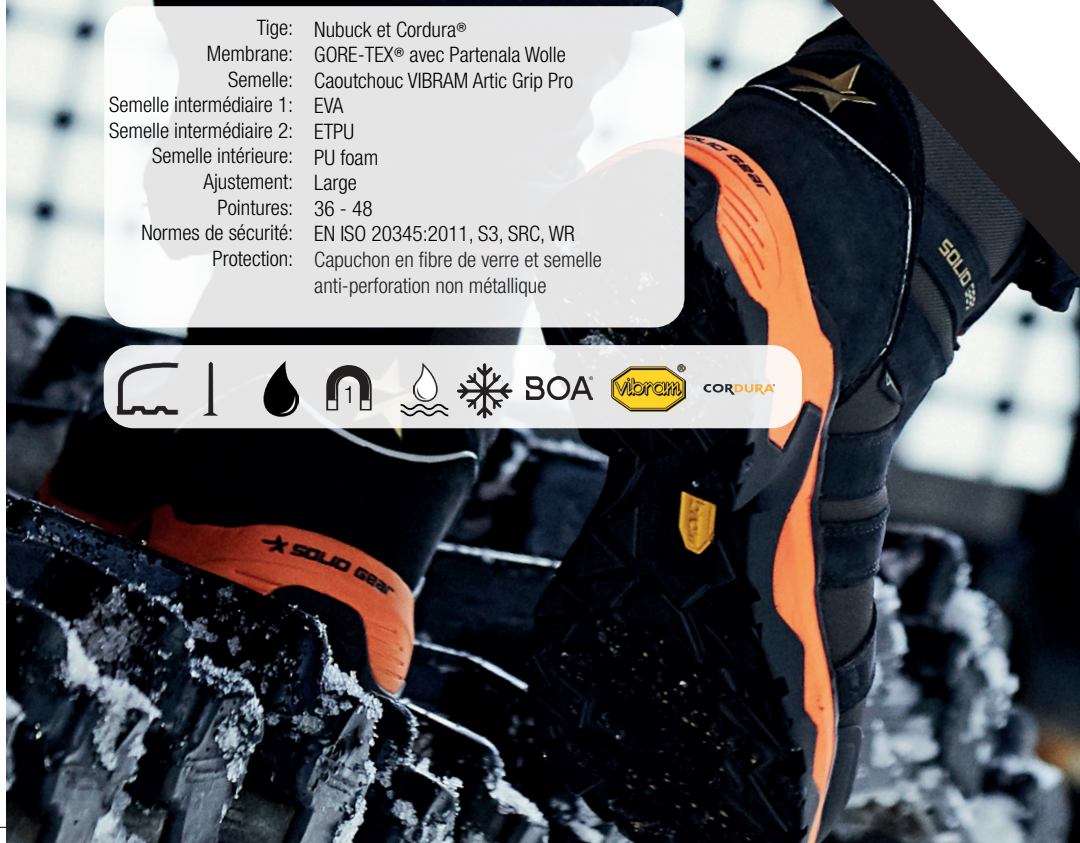 Tige: Nubuck et Cordura®
Membrane: GORE-TEX® avec Partenala Wolle
Semelle: Caoutchouc VIBRAM Artic Grip Pro
Semelle intermédiaire 1: EVA
Semelle intermédiaire 2: ETPU
Semelle intérieure: PU foam
Ajustement: Large
Pointures: 36 - 48
Normes de sécurité: EN ISO 20345:2011, S3, SRC, WR
Protection: Capuchon en fibre de verre et semelle
anti-perforation non métallique
1
BOA®
vibram®
CORDURA
SOLID GEAR
SOLID GEAR
SOLID